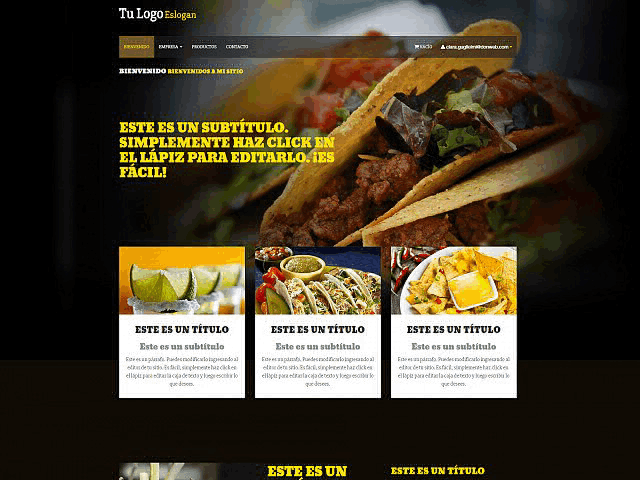 Tu Logo Eslogan
BIENVENIDO EMPRESA PRODUCTOS CONTACTO VACÍO
BIENVENIDO BIENVENIDOS A MI SITIO
ESTE ES UN SUBTÍTULO.
SIMPLEMENTE HAZ CLICK EN
EL LÁPIZ PARA EDITARLO. ¡ES
FÁCIL!
ESTE ES UN TÍTULO
Este es un subtítulo
Este es un párrafo. Puedes modificarlo ingresando al
editor de tu sitio. Es fácil, simplemente haz click en
el lápiz para editar la caja de texto y luego escribir lo
que desees.
ESTE ES UN TÍTULO
Este es un subtítulo
Este es un párrafo. Puedes modificarlo ingresando al
editor de tu sitio. Es fácil, simplemente haz click en
el lápiz para editar la caja de texto y luego escribir lo
que desees.
ESTE ES UN TÍTULO
Este es un subtítulo
Este es un párrafo. Puedes modificarlo ingresando al
editor de tu sitio. Es fácil, simplemente haz click en
el lápiz para editar la caja de texto y luego escribir lo
que desees.
ESTE ES UN
ESTE ES UN TÍTULO